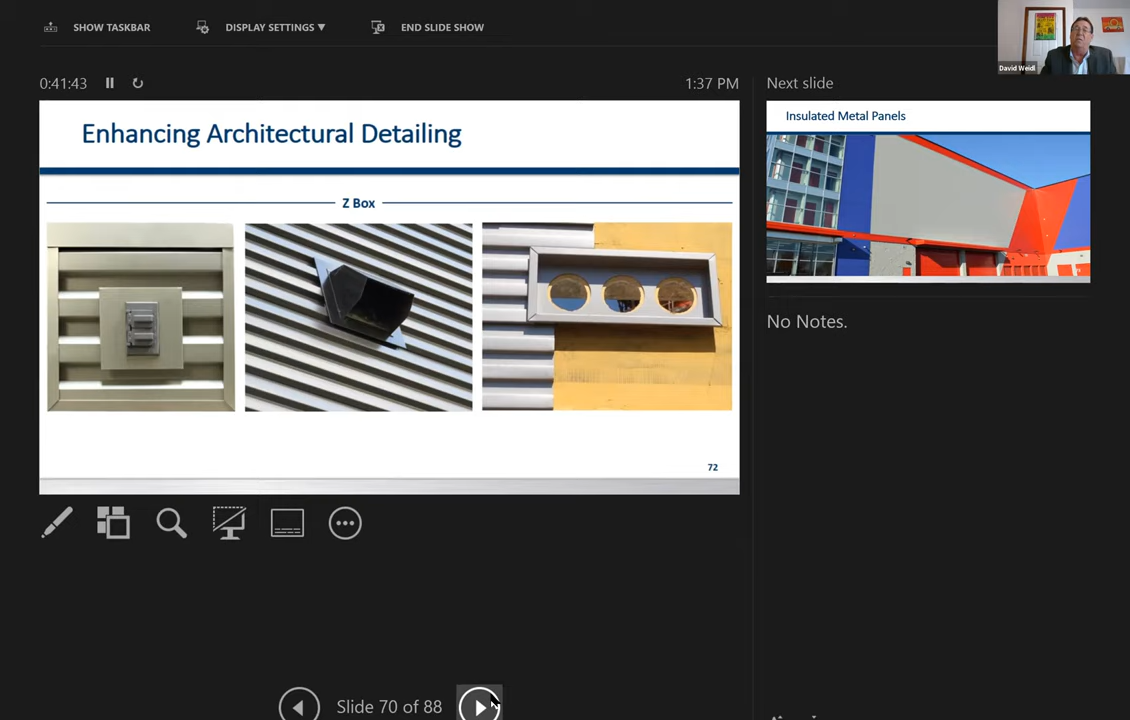 SHOW TASKBAR
DISPLAY SETTINGS ▼
END SLIDE SHOW
David Weidl
0:41:43
1:37 PM
Next slide
Enhancing Architectural Detailing
Z Box
72
Insulated Metal Panels
No Notes.
Slide 70 of 88